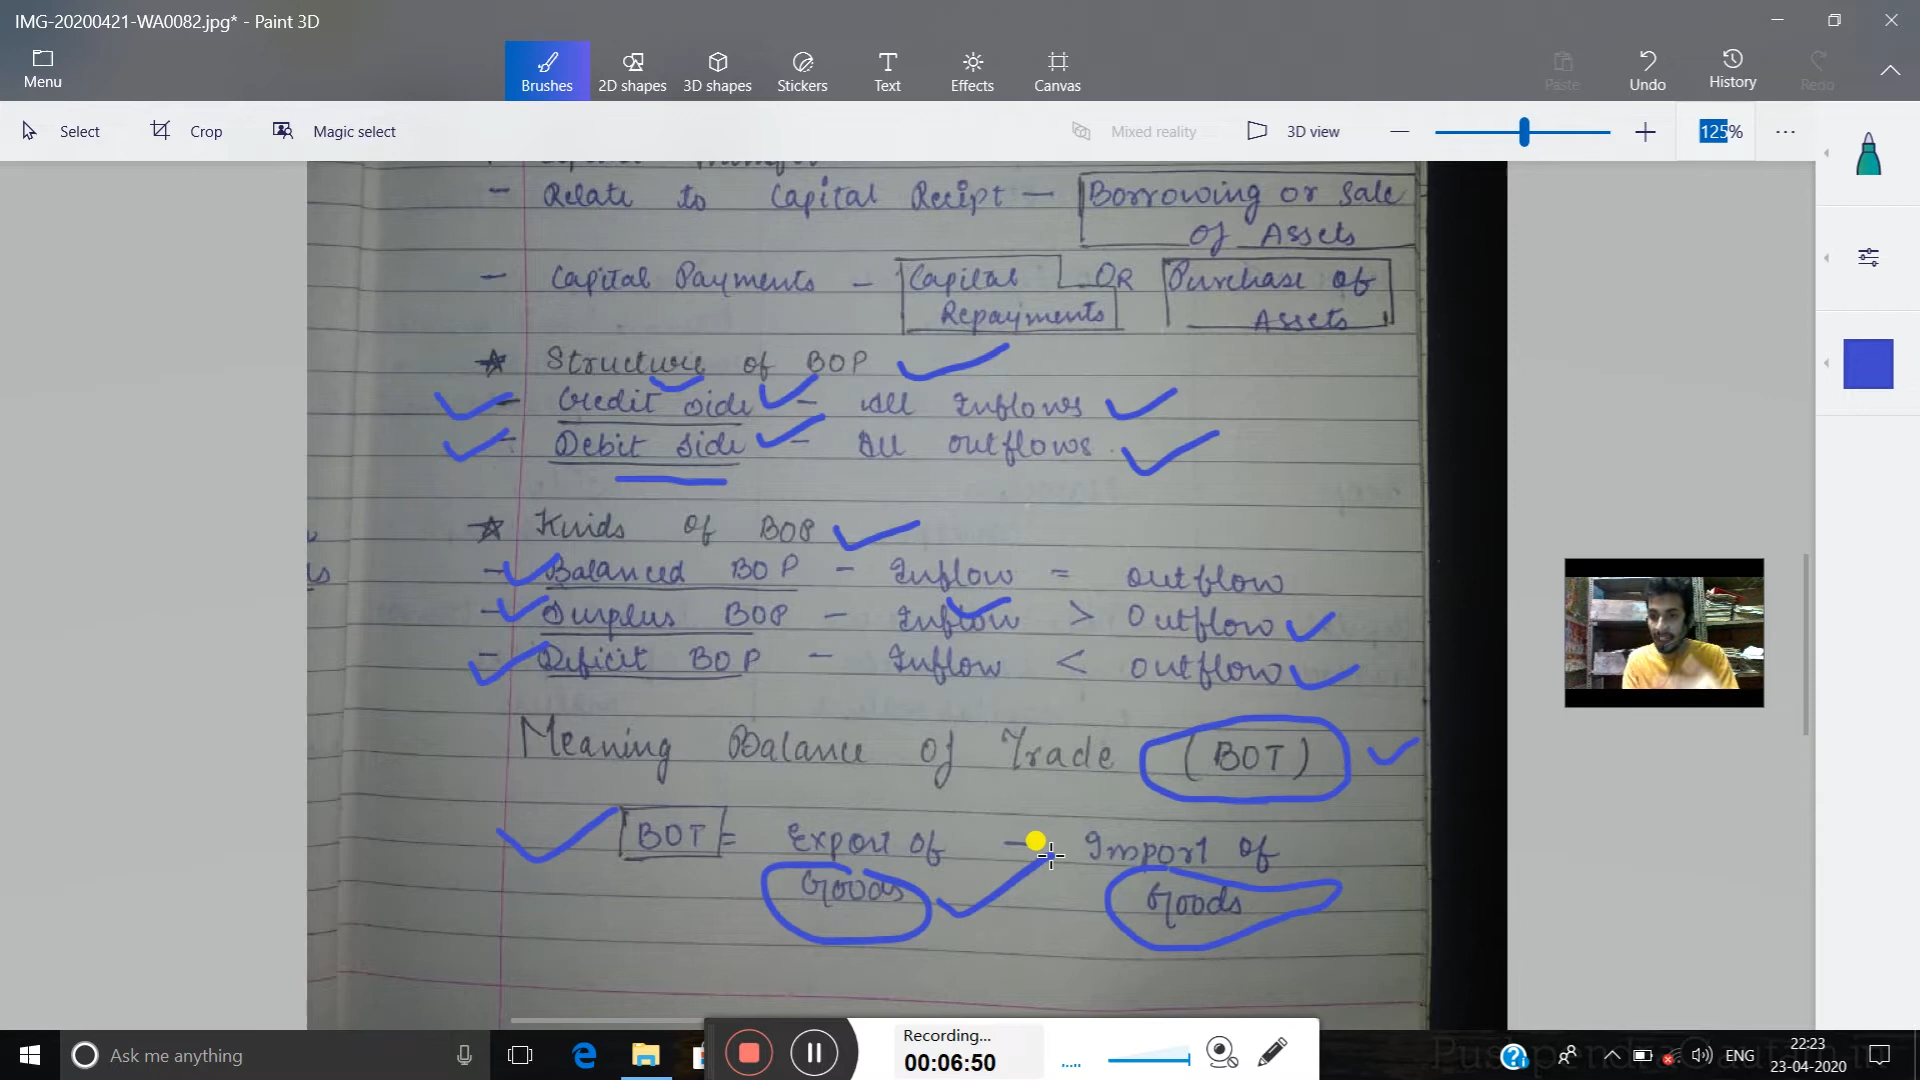 IMG-20200421-WA0082.jpg* - Paint 3D
Menu
Brushes
2D shapes
3D shapes
Stickers
Text
Effects
Canvas
Paste
Undo
History
Redo
Select
Crop
Magic select
Mixed reality
3D view
125%
- Relate to Capital Recipt - Borrowing or Sale
of Assets
- Capital Payments - Capital OR Purchase of
Repayments Assets
Structure of BOP
- Credit side - All Inflows
- Debit side - All outflows
Kinds of BOP
- Balanced BOP - Inflow = outflow
- Surplus BOP - Inflow > Outflow
- Deficit BOP - Inflow < outflow
Meaning Balance of Trade (BOT)
BOT = Export of - Import of
Goods Goods
Recording...
00:06:50
Ask me anything
ENG
22:23
23-04-2020